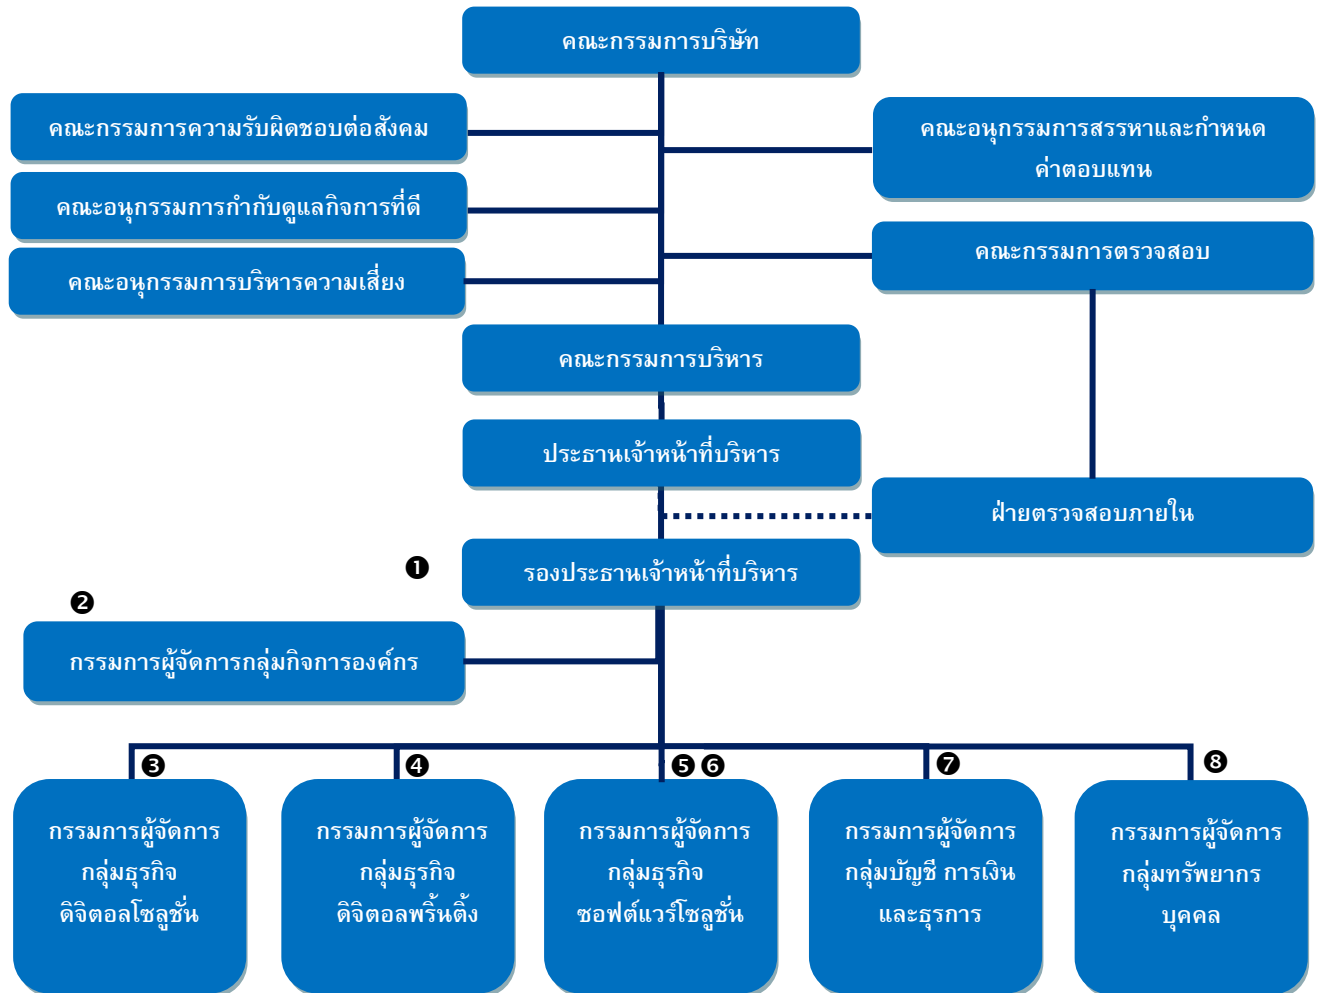 คณะกรรมการบริษัท
คณะกรรมการความรับผิดชอบต่อสังคม
คณะอนุกรรมการสรรหาและกำหนด
ค่าตอบแทน
คณะอนุกรรมการกำกับดูแลกิจการที่ดี
คณะกรรมการตรวจสอบ
คณะอนุกรรมการบริหารความเสี่ยง
คณะกรรมการบริหาร
ประธานเจ้าหน้าที่บริหาร
ฝ่ายตรวจสอบภายใน
❶
รองประธานเจ้าหน้าที่บริหาร
❷
กรรมการผู้จัดการกลุ่มกิจการองค์กร
❸
กรรมการผู้จัดการ
กลุ่มธุรกิจ
ดิจิตอลโซลูชั่น
❹
กรรมการผู้จัดการ
กลุ่มธุรกิจ
ดิจิตอลพริ้นติ้ง
❺ ❻
กรรมการผู้จัดการ
กลุ่มธุรกิจ
ซอฟต์แวร์โซลูชั่น
❼
กรรมการผู้จัดการ
กลุ่มบัญชี การเงิน
และธุรการ
❽
กรรมการผู้จัดการ
กลุ่มทรัพยากร
บุคคล